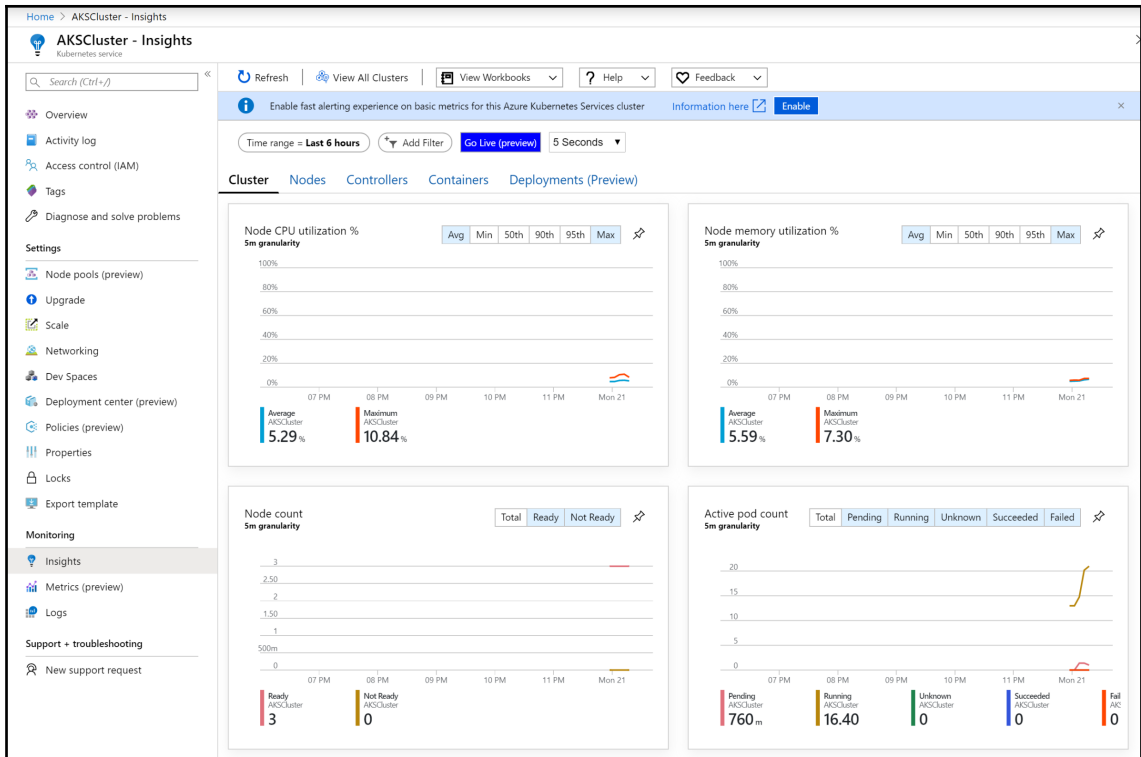 Home > AKSCluster - Insights
AKSCluster - Insights
Kubernetes service
Search (Ctrl+/)
«
Overview
Activity log
Access control (IAM)
Tags
Diagnose and solve problems
Settings
Node pools (preview)
Upgrade
Scale
Networking
Dev Spaces
Deployment center (preview)
Policies (preview)
Properties
Locks
Export template
Monitoring
Insights
Metrics (preview)
Logs
Support + troubleshooting
New support request
Refresh View All Clusters View Workbooks ? Help Feedback
Enable fast alerting experience on basic metrics for this Azure Kubernetes Services cluster Information here Enable
Time range = Last 6 hours Add Filter Go Live (preview) 5 Seconds
Cluster Nodes Controllers Containers Deployments (Preview)
Node CPU utilization %
5m granularity
Avg Min 50th 90th 95th Max
100%
80%
60%
40%
20%
0%
07 PM 08 PM 09 PM 10 PM 11 PM Mon 21
Average Maximum
AKSCluster AKSCluster
5.29 % 10.84 %
Node memory utilization %
5m granularity
Avg Min 50th 90th 95th Max
100%
80%
60%
40%
20%
0%
07 PM 08 PM 09 PM 10 PM 11 PM Mon 21
Average Maximum
AKSCluster AKSCluster
5.59 % 7.30 %
Node count
5m granularity
Total Ready Not Ready
3
2.50
2
1.50
1
500m
0
07 PM 08 PM 09 PM 10 PM 11 PM Mon 21
Ready Not Ready
AKSCluster AKSCluster
3 0
Active pod count
5m granularity
Total Pending Running Unknown Succeeded Failed
20
15
10
5
0
07 PM 08 PM 09 PM 10 PM 11 PM Mon 21
Pending Running Unknown Succeeded Fail
AKSCluster AKSCluster AKSCluster AKSCluster AKS
760 m 16.40 0 0 0